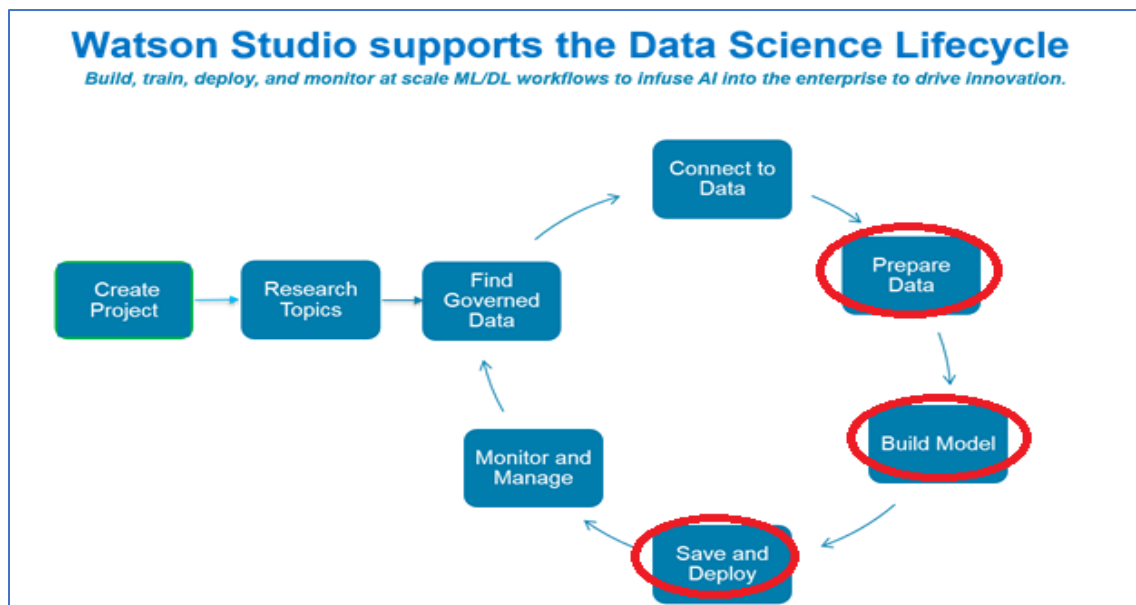 Watson Studio supports the Data Science Lifecycle
Build, train, deploy, and monitor at scale ML/DL workflows to infuse AI into the enterprise to drive innovation.
Create
Project
Research
Topics
Find
Governed
Data
Connect to
Data
Prepare
Data
Build Model
Save and
Deploy
Monitor and
Manage